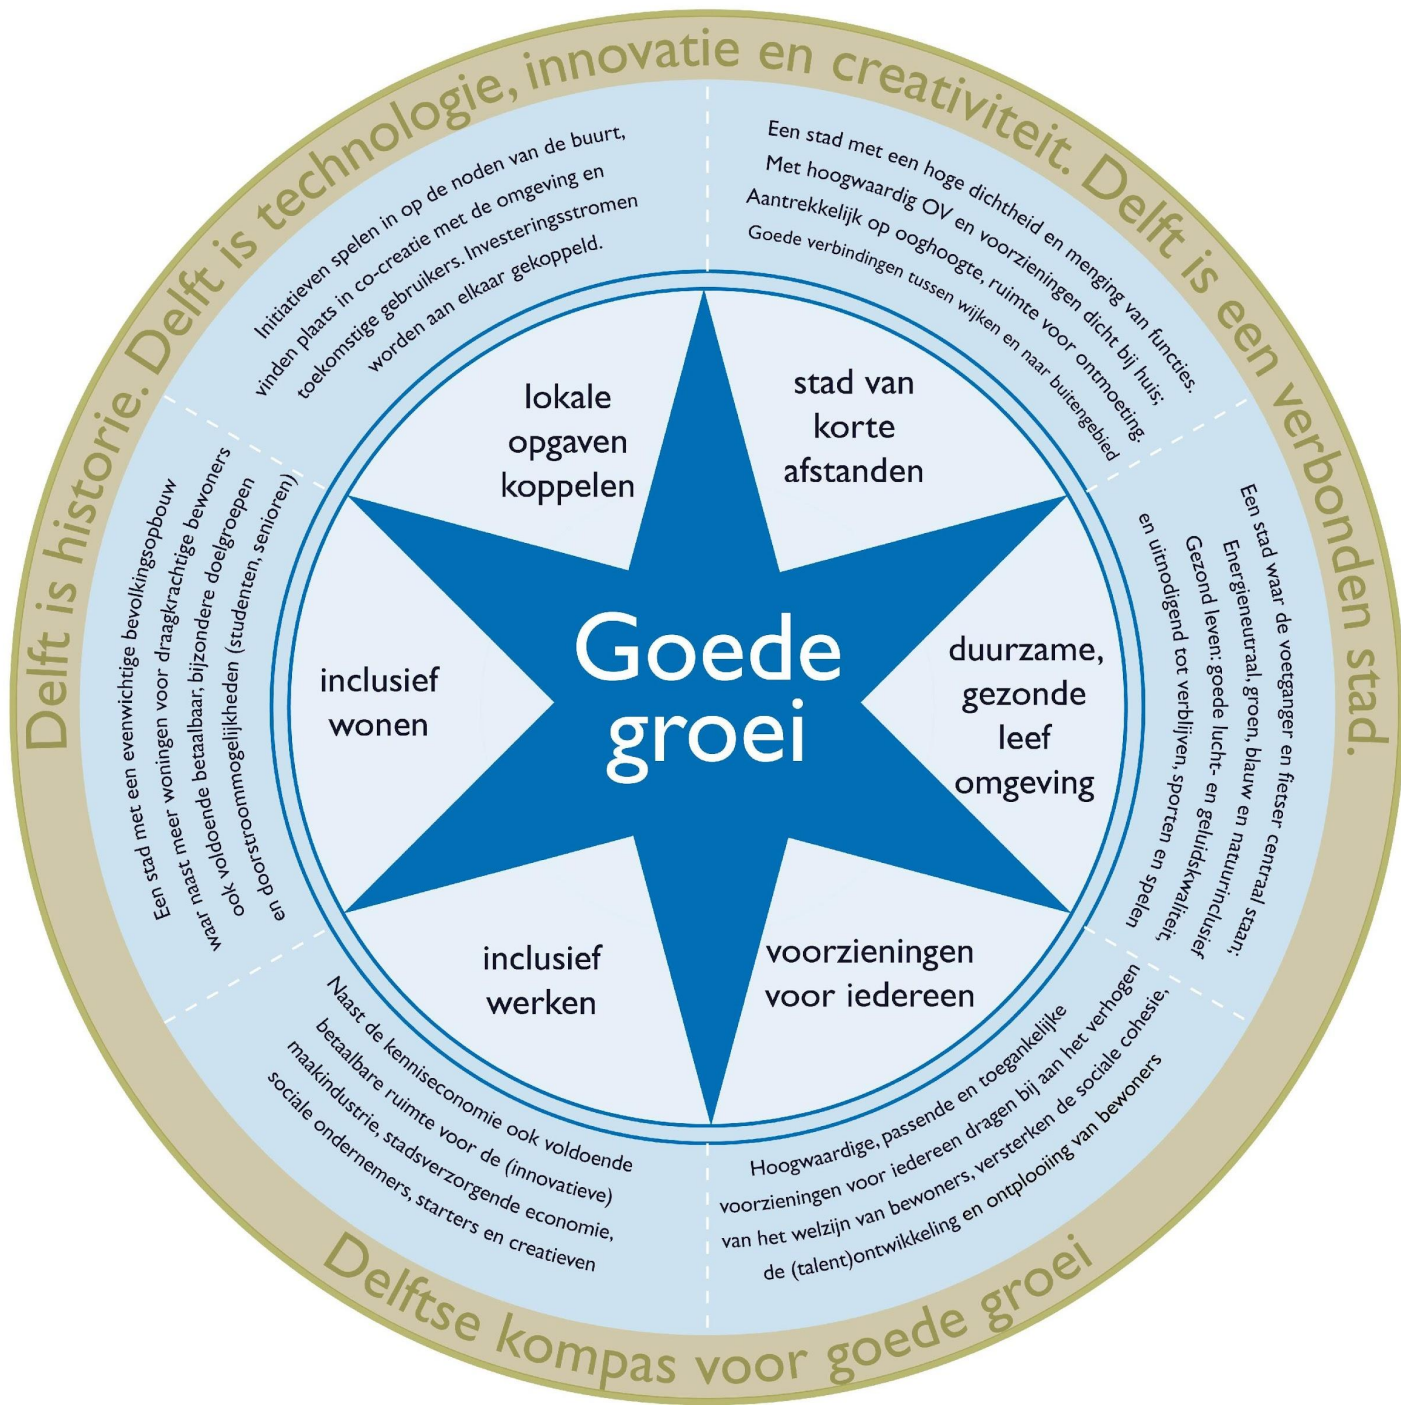 Delft is historie. Delft is technologie, innovatie en creativiteit. Delft is een verbonden stad.
Initiatieven spelen in op de noden van de buurt,
vinden plaats in co-creatie met de omgeving en
toekomstige gebruikers. Investeringsstromen
worden aan elkaar gekoppeld.
Een stad met een hoge dichtheid en menging van functies.
Met hoogwaardig OV en voorzieningen dicht bij huis;
Aantrekkelijk op ooghoogte, ruimte voor ontmoeting.
Goede verbindingen tussen wijken en naar buitengebied
Een stad waar de voetganger en fietser centraal staan;
Energieneutraal, groen, blauw en natuurinclusief
Gezond leven: goede lucht- en geluidskwaliteit,
en uitnodigend tot verblijven, sporten en spelen
Hoogwaardige, passende en toegankelijke
voorzieningen voor iedereen dragen bij aan het verhogen
van het welzijn van bewoners, versterken de sociale cohesie,
de (talent)ontwikkeling en ontplooiing van bewoners
Naast de kenniseconomie ook voldoende
betaalbare ruimte voor de (innovatieve)
maakindustrie, stadsverzorgende economie,
sociale ondernemers, starters en creatieven
Een stad met een evenwichtige bevolkingsopbouw
waar naast meer woningen voor draagkrachtige bewoners
ook voldoende betaalbaar, bijzondere doelgroepen
en doorstroommogelijkheden (studenten, senioren)
lokale
opgaven
koppelen
stad van
korte
afstanden
duurzame,
gezonde
leef
omgeving
voorzieningen
voor iedereen
inclusief
werken
inclusief
wonen
Goede
groei
Delftse kompas voor goede groei